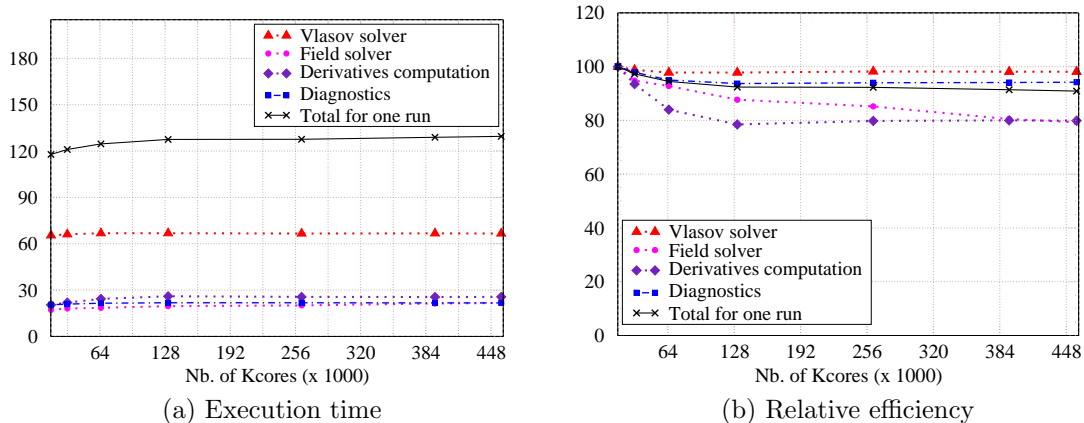 180
150
120
90
60
30
0
Vlasov solver
Field solver
Derivatives computation
Diagnostics
Total for one run
64 128 192 256 320 384 448
Nb. of Kcores (x 1000)
(a) Execution time
120
100
80
60
40
20
0
Vlasov solver
Field solver
Derivatives computation
Diagnostics
Total for one run
64 128 192 256 320 384 448
Nb. of Kcores (x 1000)
(b) Relative efficiency